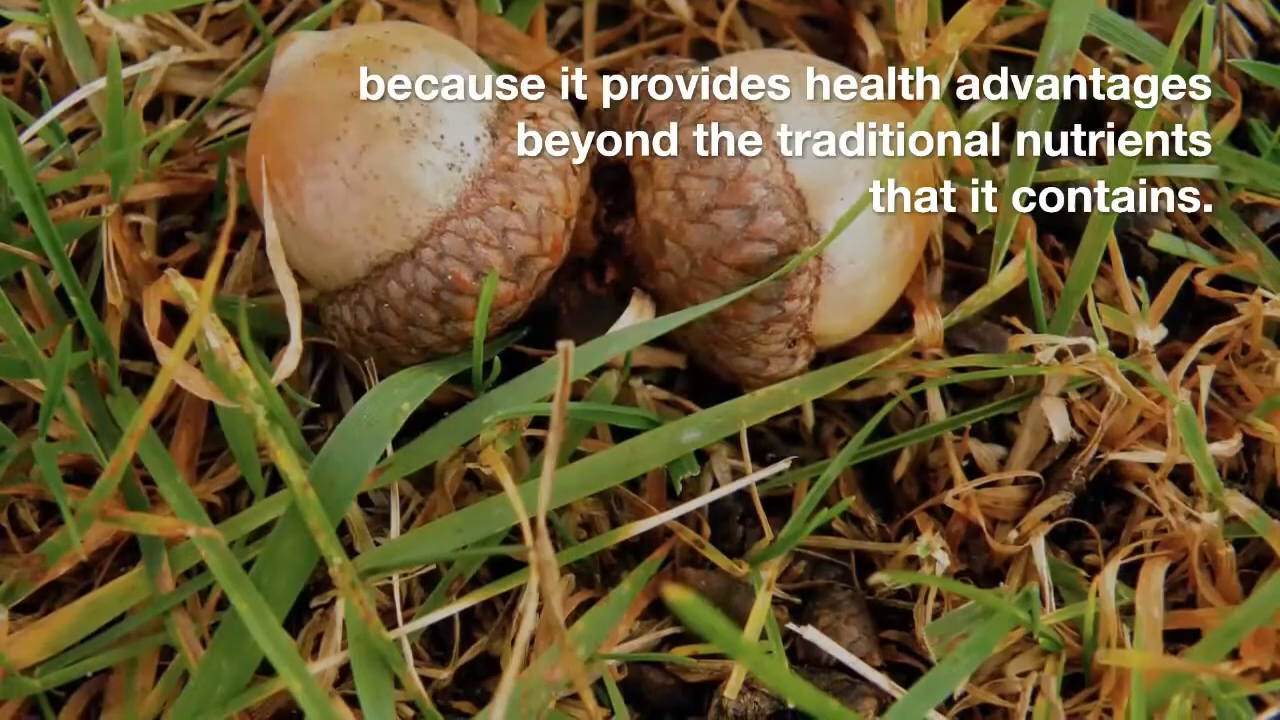 because it provides health advantages
beyond the traditional nutrients
that it contains.